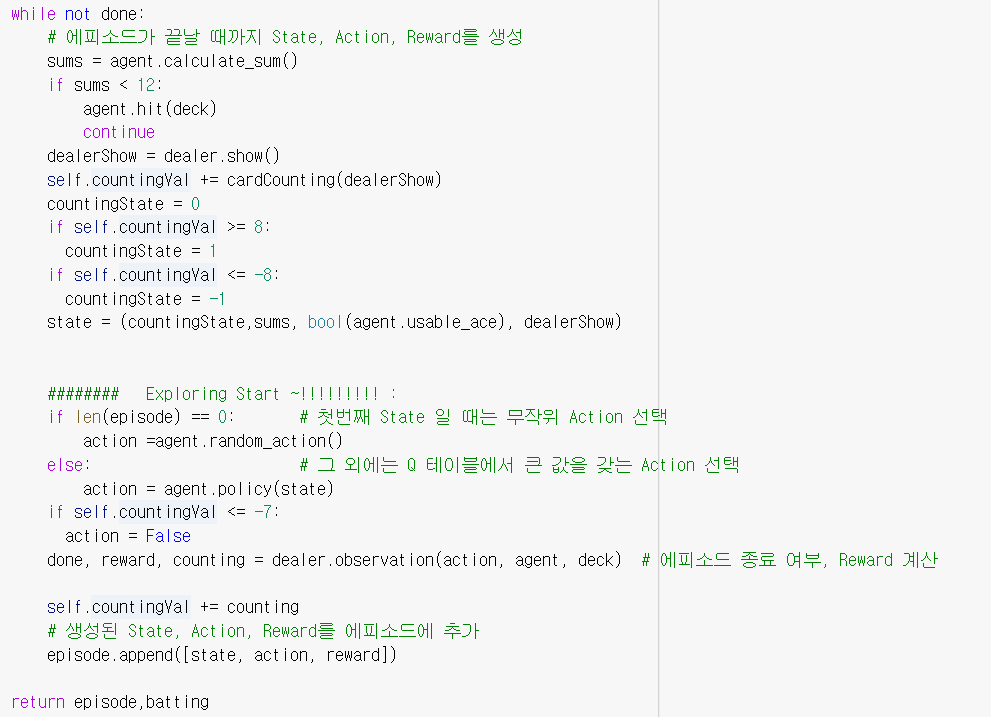 while not done:
    # 에피소드가 끝날 때까지 State, Action, Reward를 생성
    sums = agent.calculate_sum()
    if sums < 12:
        agent.hit(deck)
        continue
    dealerShow = dealer.show()
    self.countingVal += cardCounting(dealerShow)
    countingState = 0
    if self.countingVal >= 8:
      countingState = 1
    if self.countingVal <= -8:
      countingState = -1
    state = (countingState,sums, bool(agent.usable_ace), dealerShow)
    ########   Exploring Start ~!!!!!!!!! :
    if len(episode) == 0:       # 첫번째 State 일 때는 무작위 Action 선택
        action =agent.random_action()
    else:                       # 그 외에는 Q 테이블에서 큰 값을 갖는 Action 선택
        action = agent.policy(state)
    if self.countingVal <= -7:
      action = False
    done, reward, counting = dealer.observation(action, agent, deck)  # 에피소드 종료 여부, Reward 계산
    self.countingVal += counting
    # 생성된 State, Action, Reward를 에피소드에 추가
    episode.append([state, action, reward])
return episode,batting